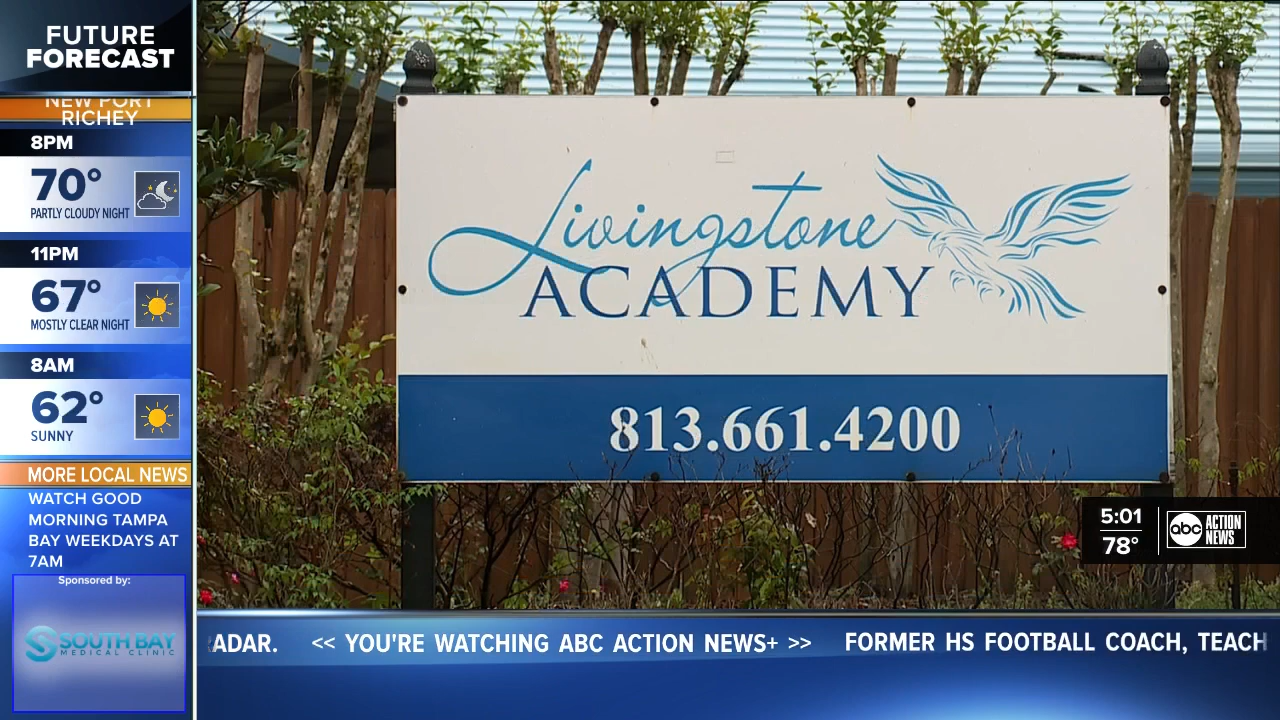 FUTURE
FORECAST
NEW PORT
RICHEY
8PM
70°
PARTLY CLOUDY NIGHT
11PM
67°
MOSTLY CLEAR NIGHT
8AM
62°
SUNNY
MORE LOCAL NEWS
WATCH GOOD
MORNING TAMPA
BAY WEEKDAYS AT
7AM
Sponsored by:
SOUTH BAY
MEDICAL CLINIC
Livingstone
ACADEMY
813.661.4200
5:01
78°
abc
ACTION
NEWS
ADAR. << YOU'RE WATCHING ABC ACTION NEWS+ >> FORMER HS FOOTBALL COACH, TEACH